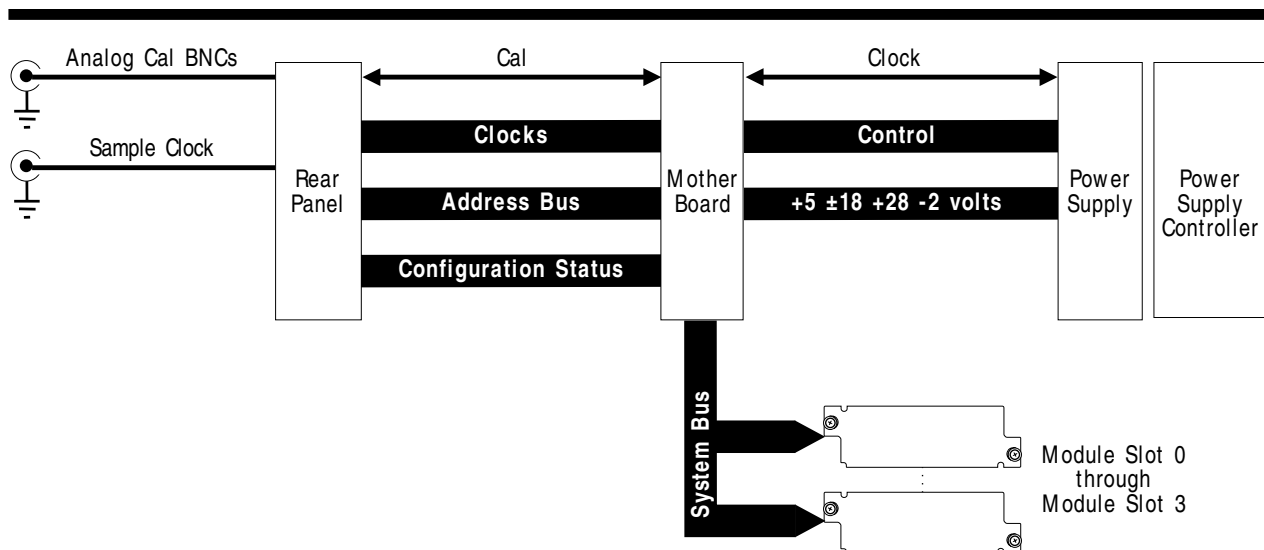 Analog Cal BNCs
Cal
Clock
Clocks
Control
Sample Clock
Rear
Panel
Address Bus
Mother
Board
+5 ±18 +28 -2 volts
Power
Supply
Power
Supply
Controller
Configuration Status
System Bus
Module Slot 0
through
Module Slot 3